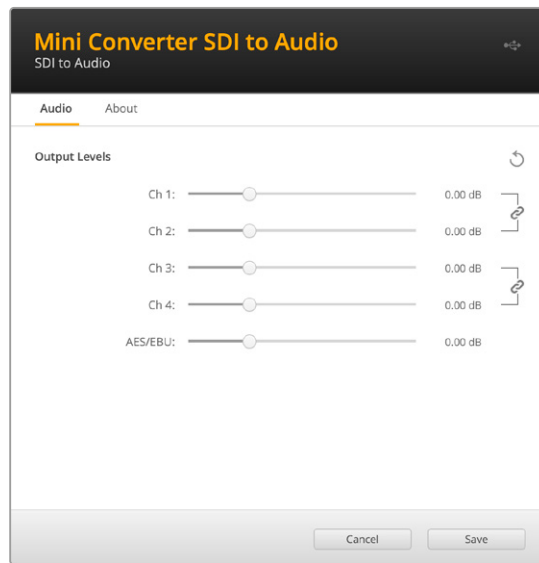 Mini Converter SDI to Audio
SDI to Audio
Audio About
Output Levels
Ch 1: 0.00 dB
Ch 2: 0.00 dB
Ch 3: 0.00 dB
Ch 4: 0.00 dB
AES/EBU: 0.00 dB
Cancel Save